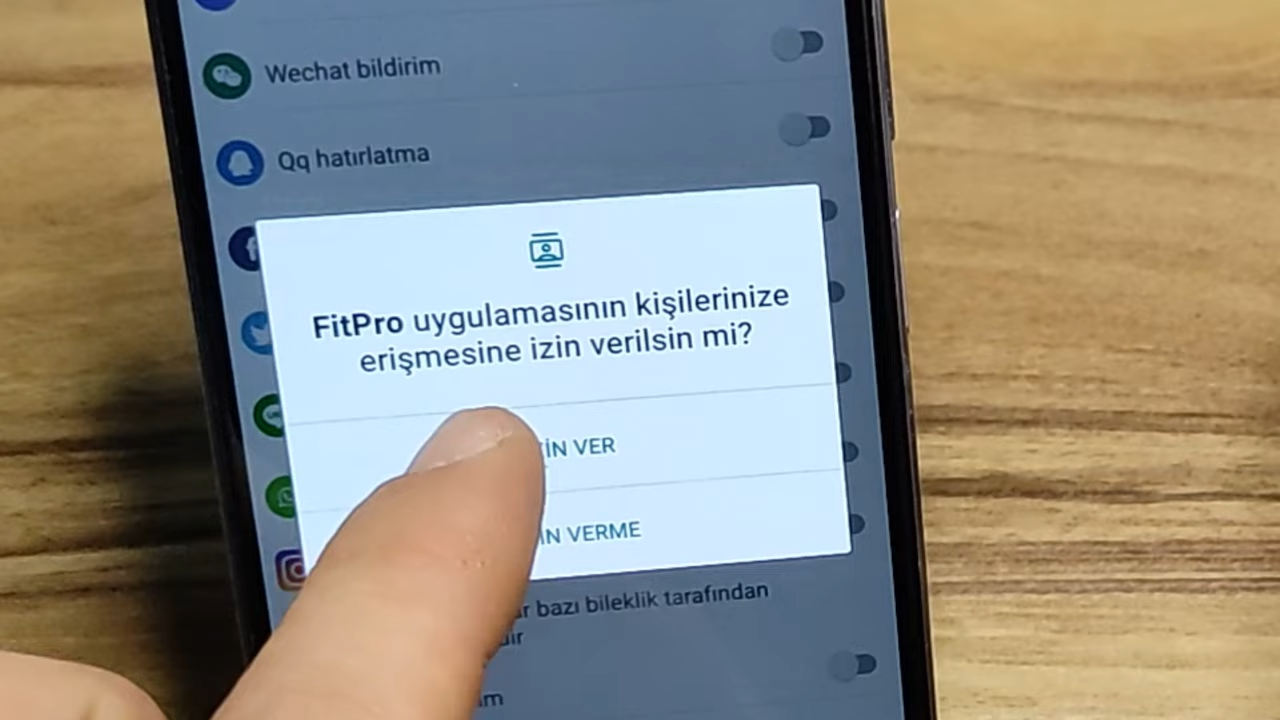 Wechat bildirim
Qq hatırlatma
FitPro uygulamasının kişilerinize
erişmesine izin verilsin mi?
VER
VERME
bazı bileklik tarafından